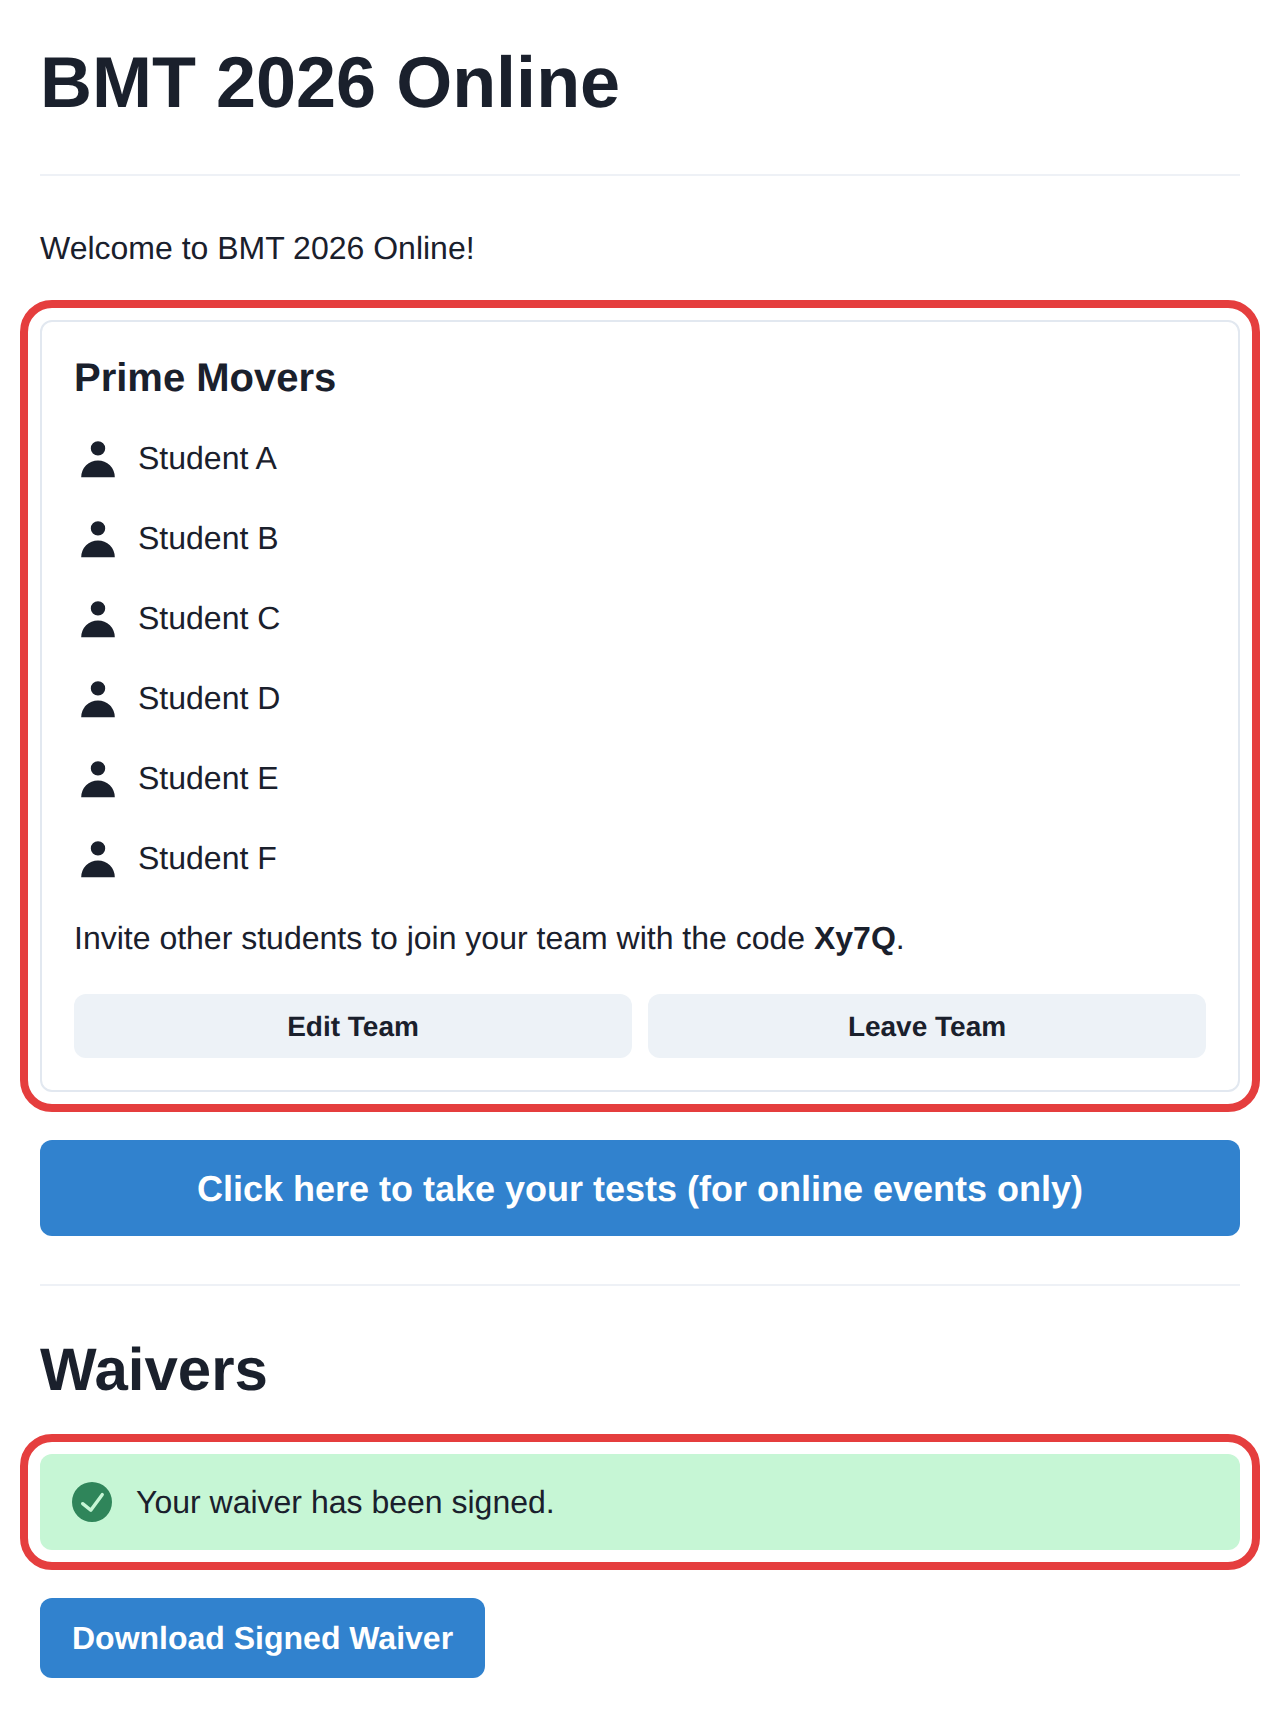 BMT 2026 Online
Welcome to BMT 2026 Online!
Prime Movers
Student A
Student B
Student C
Student D
Student E
Student F
Invite other students to join your team with the code Xy7Q.
Edit Team
Leave Team
Click here to take your tests (for online events only)
Waivers
Your waiver has been signed.
Download Signed Waiver